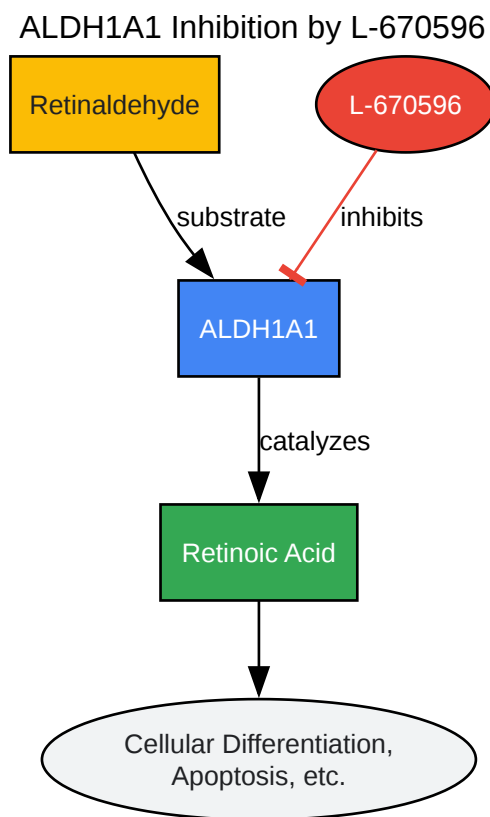 ALDH1A1 Inhibition by L-670596
Retinaldehyde
L-670596
substrate
inhibits
ALDH1A1
catalyzes
Retinoic Acid
Cellular Differentiation,
Apoptosis, etc.